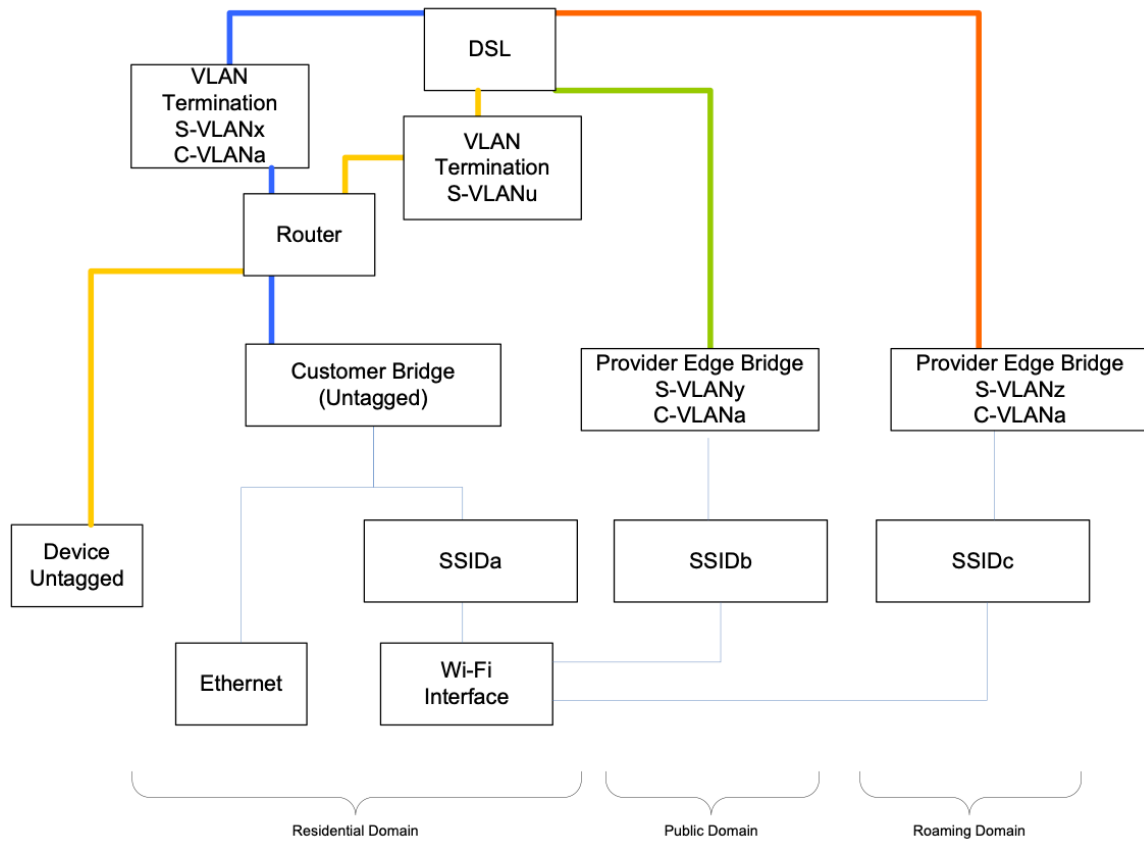 DSL
VLAN
Termination
S-VLANx
C-VLANa
VLAN
Termination
S-VLANu
Router
Customer Bridge
(Untagged)
Provider Edge Bridge
S-VLANy
C-VLANa
Provider Edge Bridge
S-VLANz
C-VLANa
Device
Untagged
SSIDa
SSIDb
SSIDc
Ethernet
Wi-Fi
Interface
Residential Domain
Public Domain
Roaming Domain